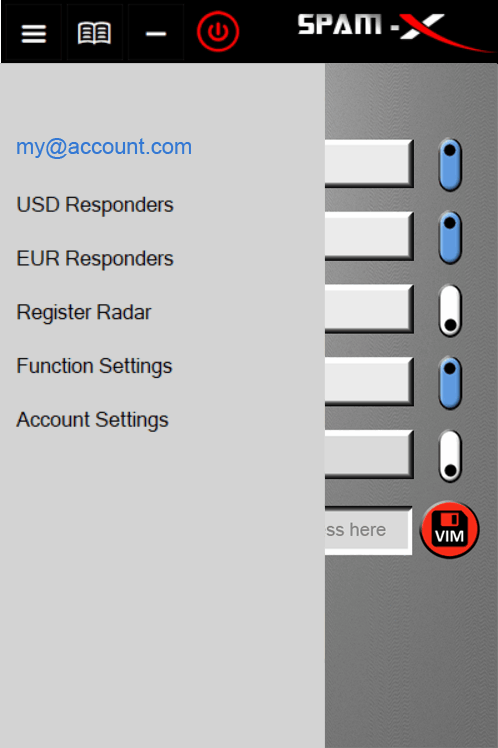 SPAM-X
my@account.com
USD Responders
EUR Responders
Register Radar
Function Settings
Account Settings
ss here
VIM